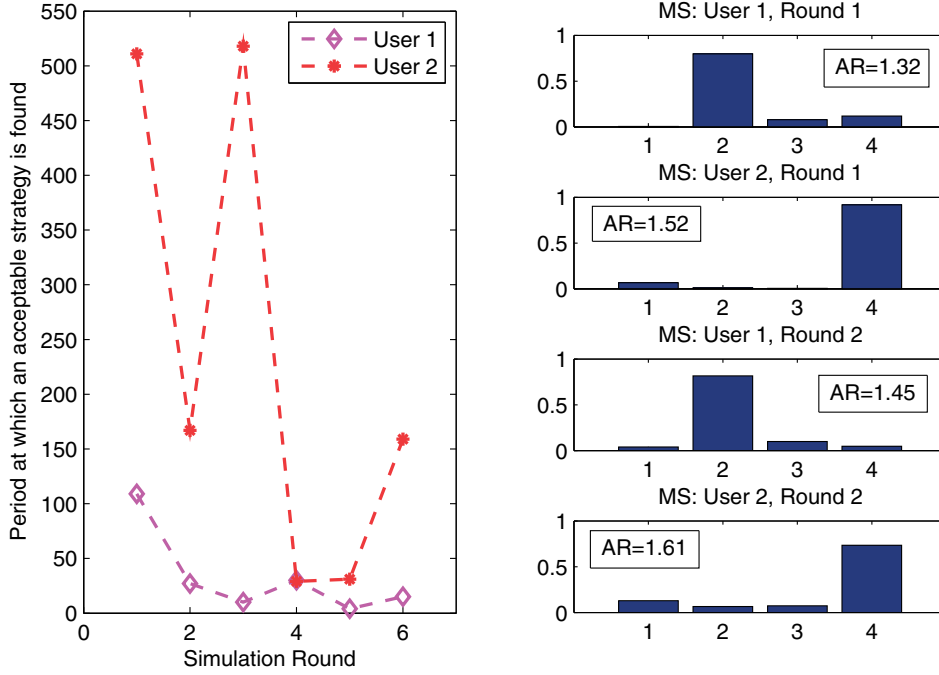 Period at which an acceptable strategy is found
550
500
450
400
350
300
250
200
150
100
50
0
0 2 4 6
Simulation Round
User 1
User 2
MS: User 1, Round 1
1
0.5
0
AR=1.32
1 2 3 4
MS: User 2, Round 1
1
0.5
0
AR=1.52
1 2 3 4
MS: User 1, Round 2
1
0.5
0
AR=1.45
1 2 3 4
MS: User 2, Round 2
1
0.5
0
AR=1.61
1 2 3 4